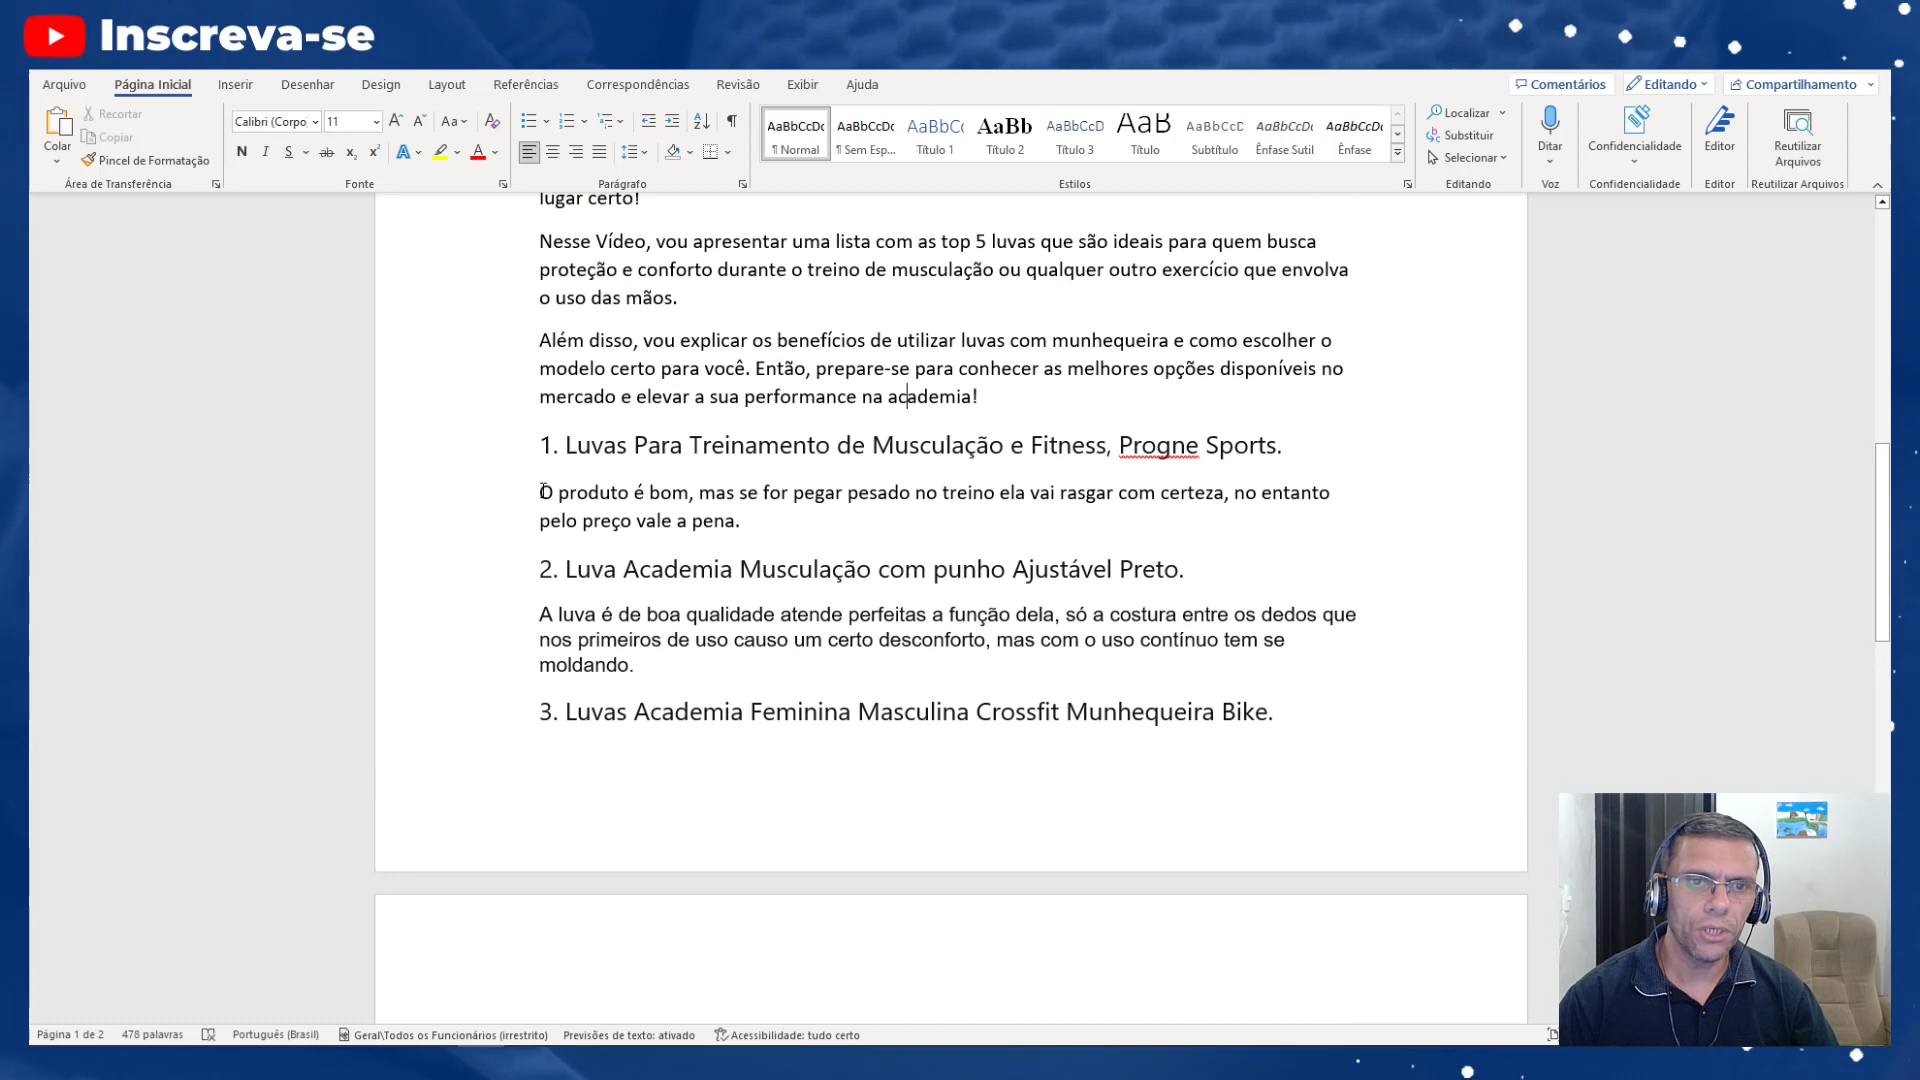 Inscreva-se
Arquivo Página Inicial Inserir Desenhar Design Layout Referências Correspondências Revisão Exibir Ajuda
Comentários Editando Compartilhamento
Colar
Recortar
Copiar
Pincel de Formatação
Área de Transferência
Calibri (Corpo 11
Fonte
Parágrafo
AaBbCcDc AaBbCcDc AaBbCc AaBb AaBbCcD AaB AaBbCcD AaBbCcDc AaBbCcDc
¶ Normal ¶ Sem Esp... Título 1 Título 2 Título 3 Título Subtítulo Ênfase Sutil Ênfase
Estilos
Localizar
Substituir
Selecionar
Editando
Ditar
Voz
Confidencialidade
Confidencialidade
Editor
Editor
Reutilizar
Arquivos
Reutilizar Arquivos
lugar certo!
Nesse Vídeo, vou apresentar uma lista com as top 5 luvas que são ideais para quem busca
proteção e conforto durante o treino de musculação ou qualquer outro exercício que envolva
o uso das mãos.
Além disso, vou explicar os benefícios de utilizar luvas com munhequeira e como escolher o
modelo certo para você. Então, prepare-se para conhecer as melhores opções disponíveis no
mercado e elevar a sua performance na academia!
1. Luvas Para Treinamento de Musculação e Fitness, Progne Sports.
O produto é bom, mas se for pegar pesado no treino ela vai rasgar com certeza, no entanto
pelo preço vale a pena.
2. Luva Academia Musculação com punho Ajustável Preto.
A luva é de boa qualidade atende perfeitas a função dela, só a costura entre os dedos que
nos primeiros de uso causo um certo desconforto, mas com o uso contínuo tem se
moldando.
3. Luvas Academia Feminina Masculina Crossfit Munhequeira Bike.
Página 1 de 2 478 palavras Português (Brasil) Geral\Todos os Funcionários (irrestrito) Previsões de texto: ativado Acessibilidade: tudo certo